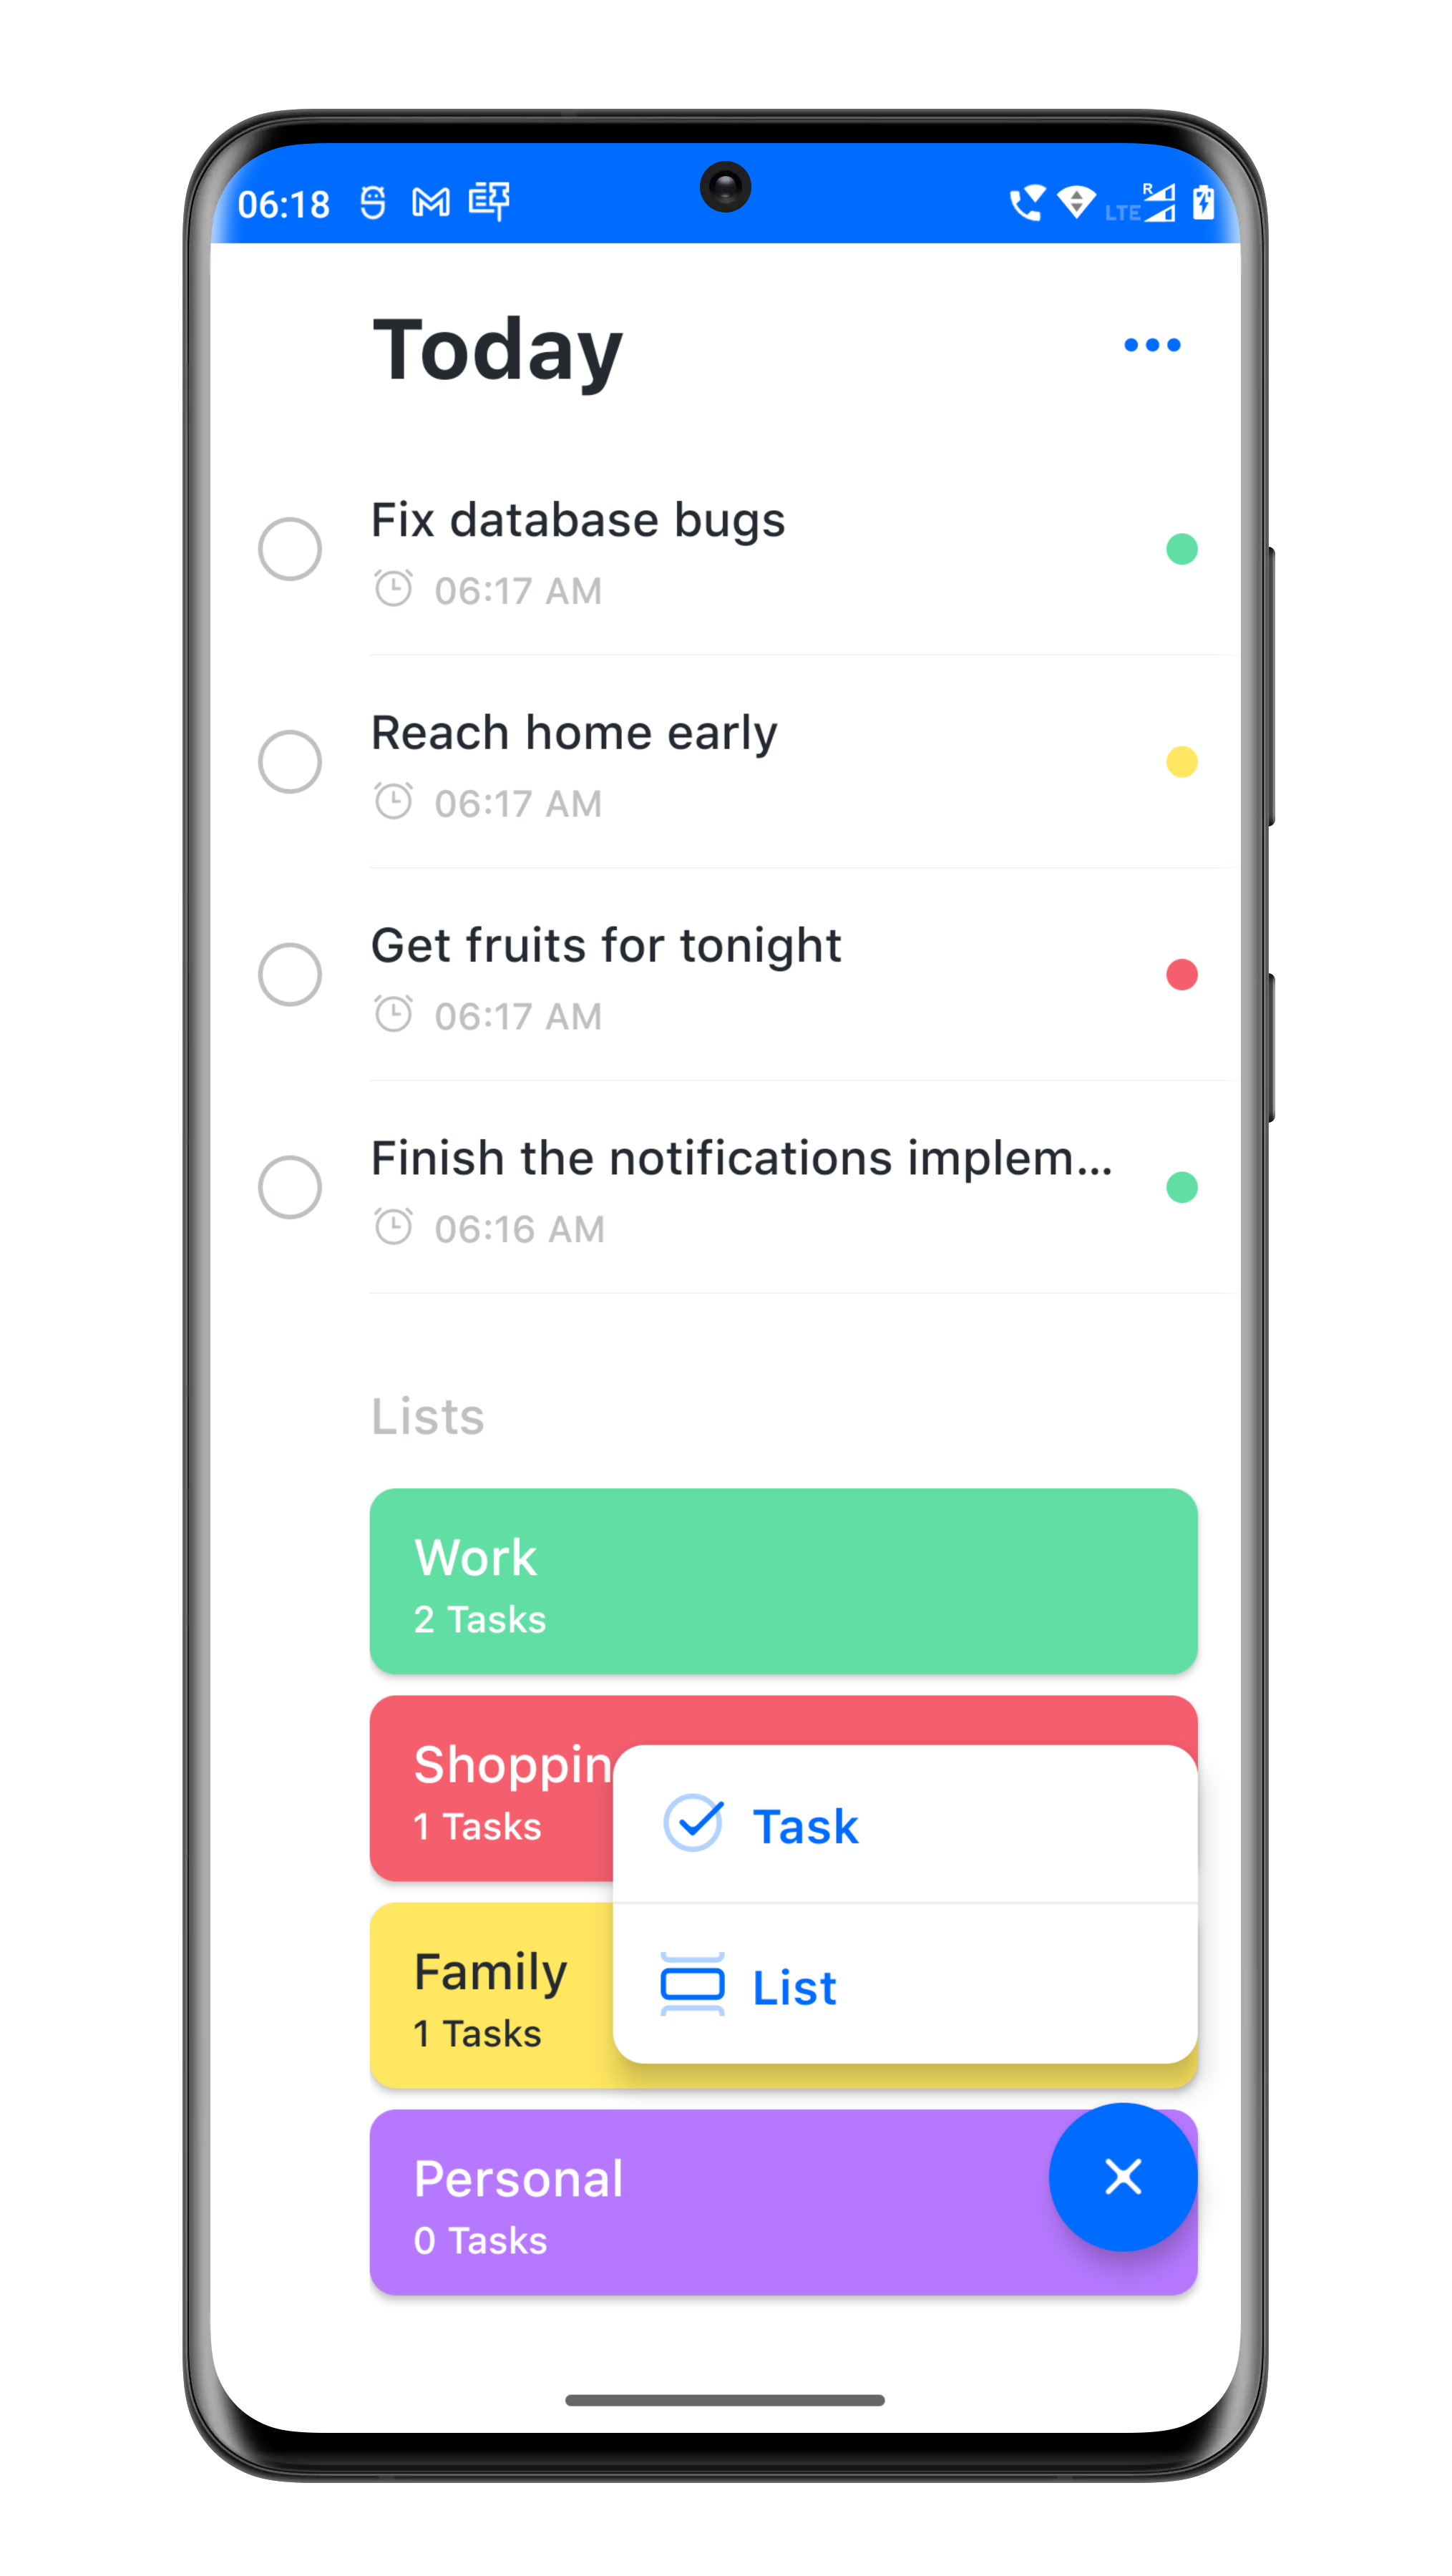 06:18
LTE R
Today
Fix database bugs
06:17 AM
Reach home early
06:17 AM
Get fruits for tonight
06:17 AM
Finish the notifications implem...
06:16 AM
Lists
Work
2 Tasks
Shoppin
1 Tasks
Task
Family
1 Tasks
List
Personal
0 Tasks